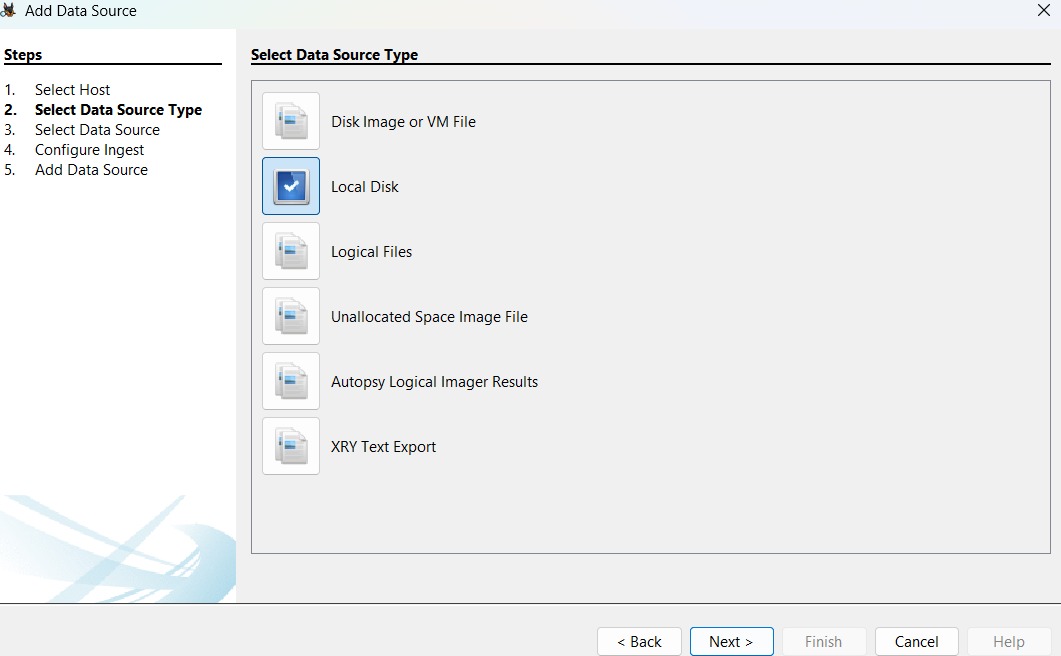 Add Data Source
Steps
1. Select Host
2. Select Data Source Type
3. Select Data Source
4. Configure Ingest
5. Add Data Source
Select Data Source Type
Disk Image or VM File
Local Disk
Logical Files
Unallocated Space Image File
Autopsy Logical Imager Results
XRY Text Export
< Back Next > Finish Cancel Help